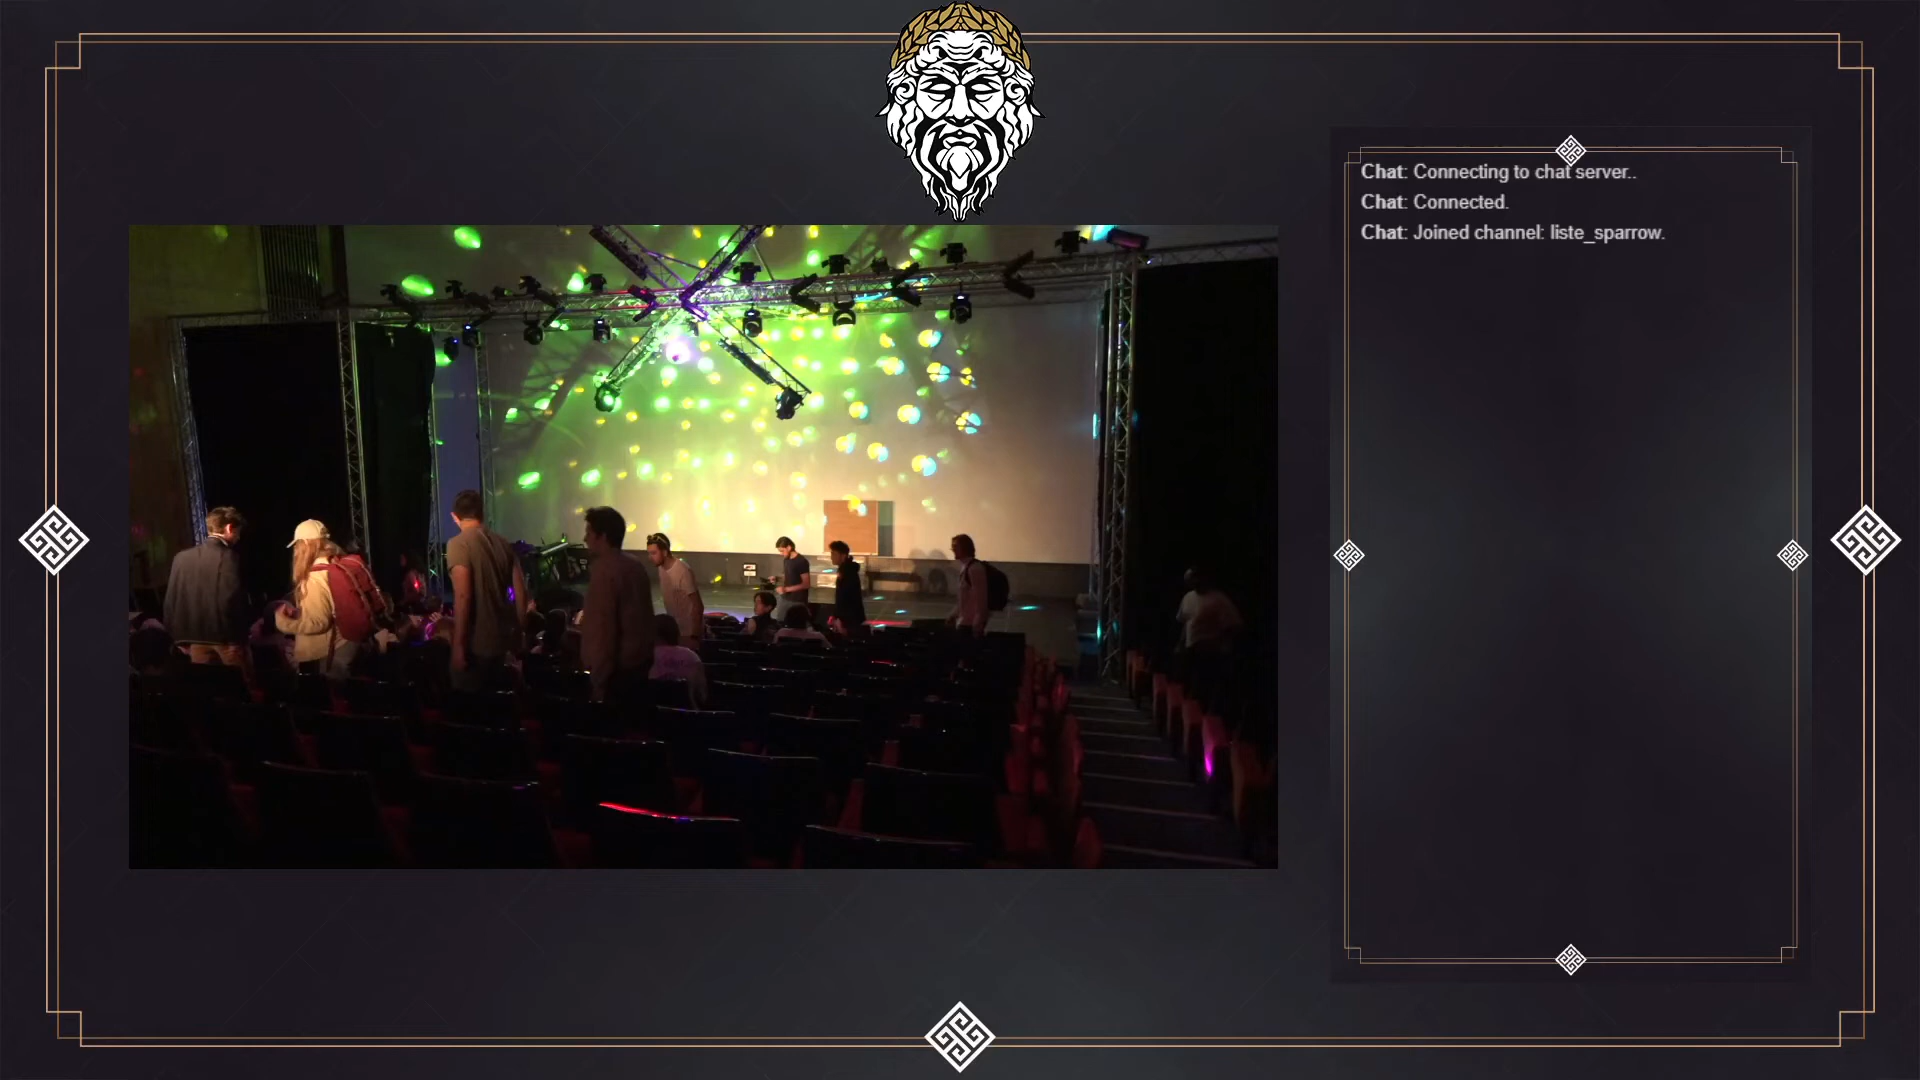 Chat: Connecting to chat server..
Chat: Connected.
Chat: Joined channel: liste_sparrow.